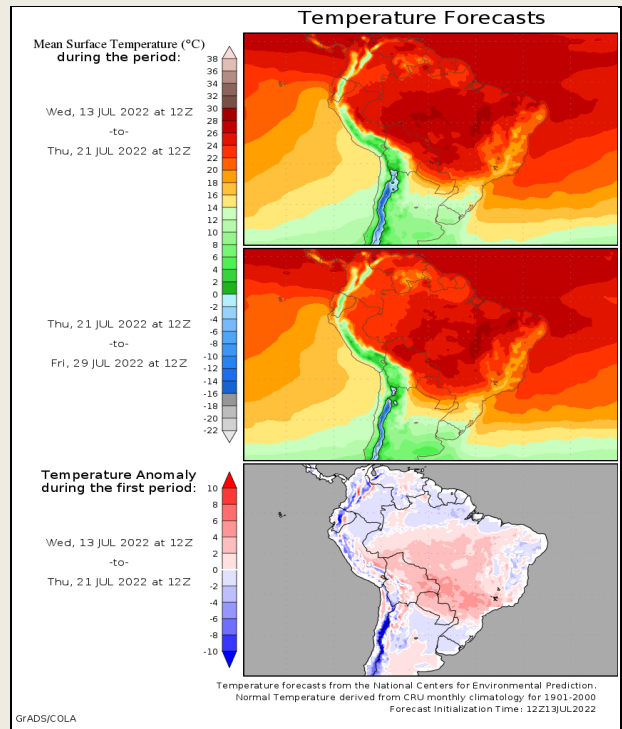 Temperature Forecasts
Mean Surface Temperature (°C)
during the period:
38
36
34
32
30
28
26
24
22
20
18
16
14
12
10
8
6
4
2
0
-2
-4
-6
-8
-10
-12
-14
-16
-18
-20
-22
Wed, 13 JUL 2022 at 12Z
-to-
Thu, 21 JUL 2022 at 12Z
Thu, 21 JUL 2022 at 12Z
-to-
Fri, 29 JUL 2022 at 12Z
Temperature Anomaly
during the first period:
10
8
6
4
2
0
-2
-4
-6
-8
-10
Wed, 13 JUL 2022 at 12Z
-to-
Thu, 21 JUL 2022 at 12Z
Temperature forecasts from the National Centers for Environmental Prediction.
Normal Temperature derived from CRU monthly climatology for 1901-2000
Forecast Initialization Time: 12Z13JUL2022
GrADS/COLA